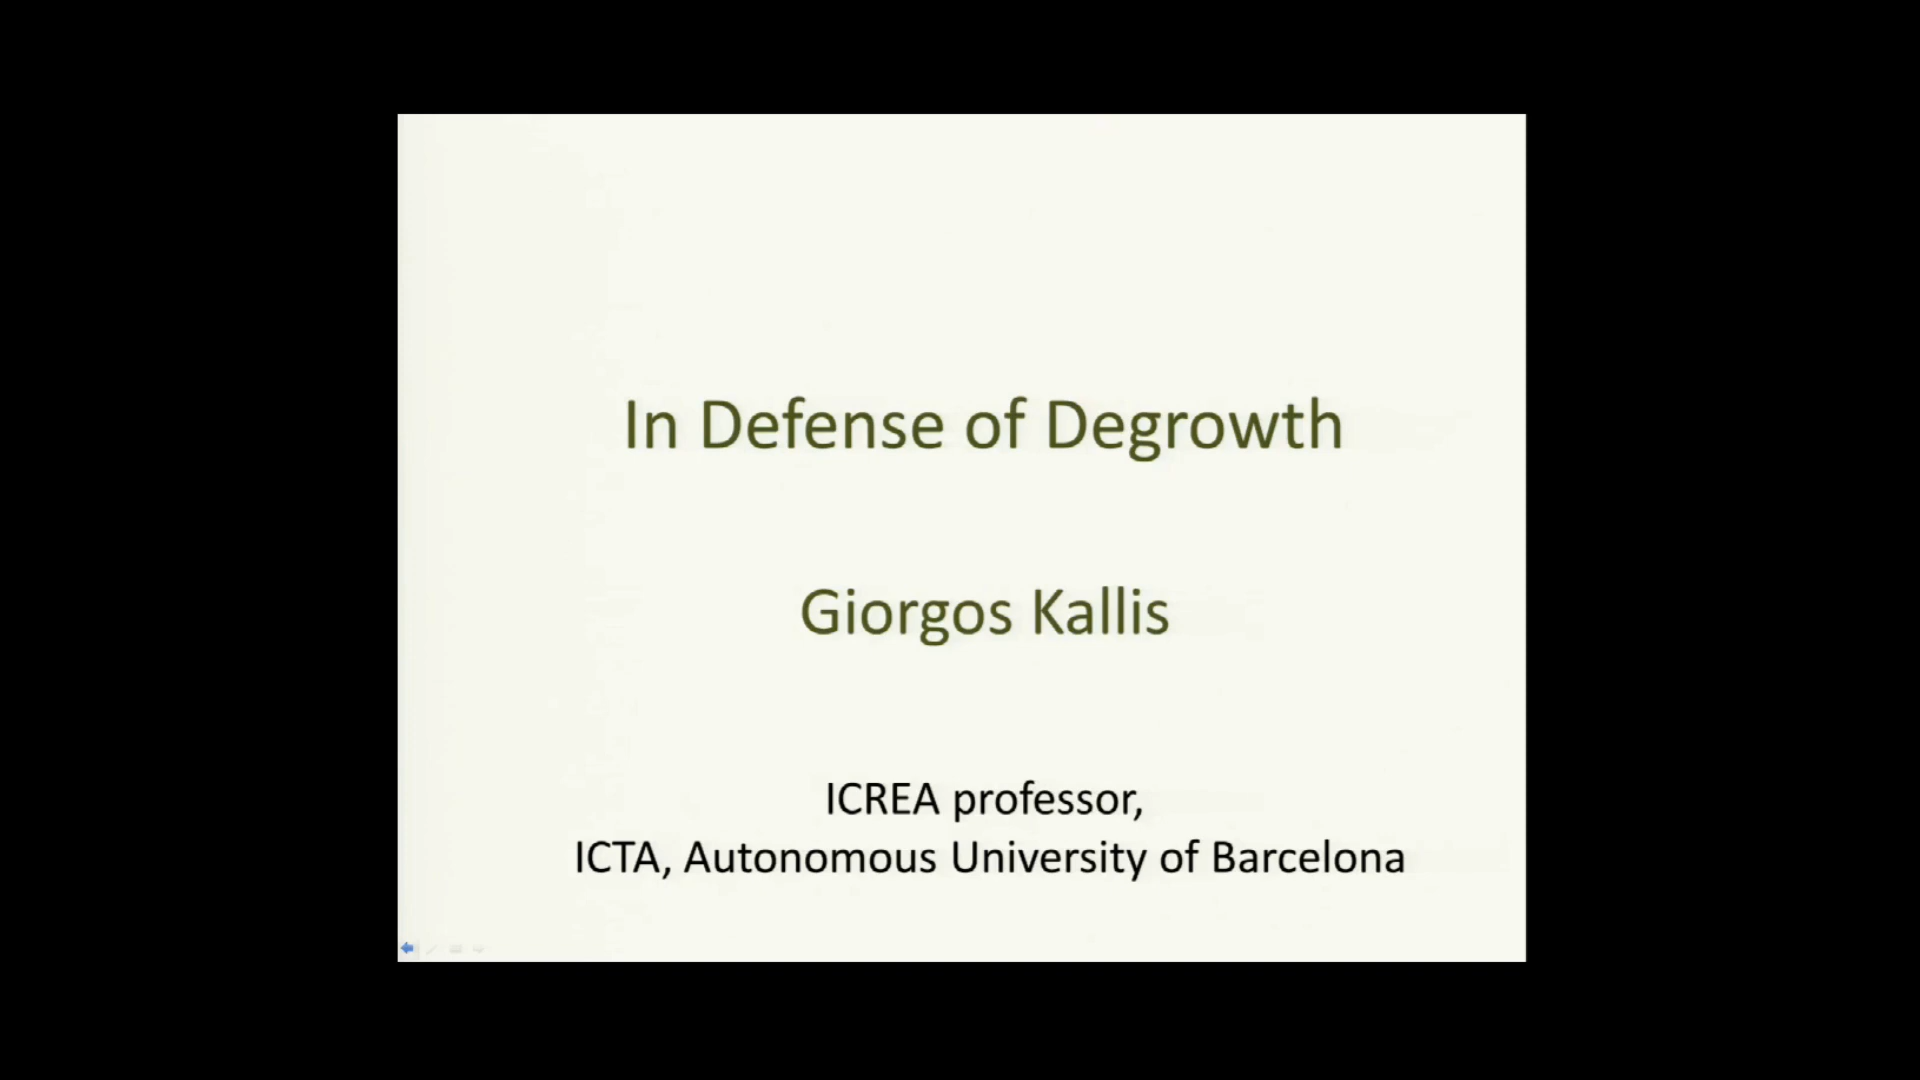 In Defense of Degrowth
Giorgos Kallis
ICREA professor,
ICTA, Autonomous University of Barcelona